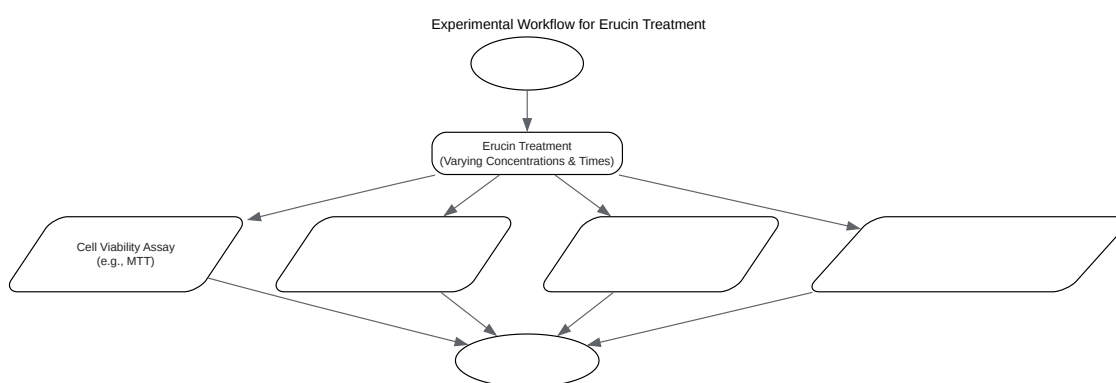 Experimental Workflow for Erucin Treatment
Erucin Treatment
(Varying Concentrations & Times)
Cell Viability Assay
(e.g., MTT)